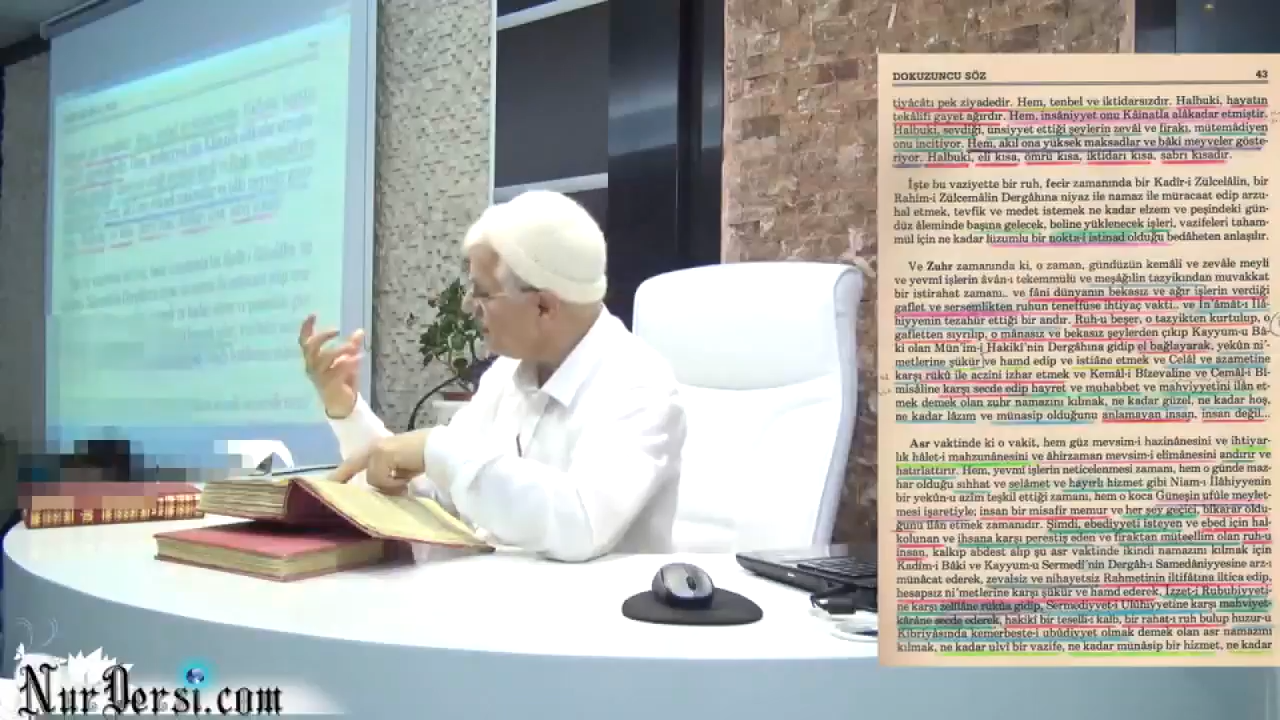 DOKUZUNCU SÖZ 43
tiyâcâtı pek ziyadedir. Hem, tenbel ve iktidarsızdır. Halbuki, hayatın
tekâlifi gayet ağırdır. Hem, insâniyyet onu Kâinatla alâkadar etmiştir.
Halbuki, sevdiği, ünsiyyet ettiği şeylerin zevâl ve firakı, mütemâdiyen
onu incitiyor. Hem, akıl ona yüksek maksadlar ve bâki meyveler göste-
riyor. Halbuki, eli kısa, ömrü kısa, iktidarı kısa, sabrı kısadır.
İşte bu vaziyette bir ruh, fecir zamanında bir Kadîr-i Zülcelâlin, bir
Rahîm-i Zülcemâlin Dergâhına niyaz ile namaz ile müracaat edip arzu-
hal etmek, tevfik ve medet istemek ne kadar elzem ve peşindeki gün-
düz âleminde başına gelecek, beline yüklenecek işleri, vazifeleri taham-
mül için ne kadar lüzumlu bir nokta-i istinad olduğu bedâheten anlaşılır.
Ve Zuhr zamanında ki, o zaman, gündüzün kemâli ve zevâle meyli
ve yevmî işlerin âvân-ı tekemmülü ve meşâğılin tazyikından muvakkat
bir istirahat zamanı.. ve fâni dünyanın bekasız ve ağır işlerin verdiği
gaflet ve sersemlikten ruhun teneffüse ihtiyaç vakti.. ve İn'âmât-ı İlâ-
hiyyenin tezahür ettiği bir andır. Ruh-u beşer, o tazyikten kurtulup, o
gafletten sıyrılıp, o mânasız ve bekasız şeylerden çıkıp Kayyum-u Bâ-
ki olan Mün'im-i Hakikî'nin Dergâhına gidip el bağlayarak, yekûn ni'-
metlerine şükür ve hamd edip ve istiâne etmek ve Celâl ve azametine
karşı rükû ile aczini izhar etmek ve Kemâl-i Bîzevaline ve Cemâl-i Bî-
misâline karşı secde edip hayret ve muhabbet ve mahviyyetini ilân et-
mek demek olan zuhr namazını kılmak, ne kadar güzel, ne kadar hoş,
ne kadar lâzım ve münasip olduğunu anlamayan insan, insan değil...
Asr vaktinde ki o vakit, hem güz mevsim-i hazinânesini ve ihtiyar-
lık hâlet-i mahzunânesini ve âhirzaman mevsim-i elîmânesini andırır ve
hatırlattırır. Hem, yevmî işlerin neticelenmesi zamanı, hem o günde maz-
har olduğu sıhhat ve selâmet ve hayırlı hizmet gibi Niam-ı İlâhiyyenin
bir yekûn-u azîm teşkil ettiği zamanı, hem o koca Güneşin ufûle meylet-
mesi işaretiyle; insan bir misafir memur ve her şey geçici, bîkarar oldu-
ğunu ilân etmek zamanıdır. Şimdi, ebediyyeti isteyen ve ebed için hal-
kolunan ve ihsana karşı perestiş eden ve firaktan müteellim olan ruh-u
insan, kalkıp abdest alıp şu asr vaktinde ikindi namazını kılmak için
Kadîm-i Bâki ve Kayyum-u Sermedî'nin Dergâh-ı Samedâniyyesine arz-ı
münâcat ederek, zevalsiz ve nihayetsiz Rahmetinin iltifâtına iltica edip,
hesapsız ni'metlerine karşı şükür ve hamd ederek, İzzet-i Rububiyyeti-
ne karşı zelîlâne rükûa gidip, Sermediyyet-i Ulûhiyyetine karşı mahviyet-
kârâne secde ederek, hakikî bir teselli-i kalb, bir rahat-ı ruh bulup huzur-u
Kibriyâsında kemerbeste-i ubûdiyyet olmak demek olan asr namazını
kılmak, ne kadar ulvî bir vazife, ne kadar münâsip bir hizmet, ne kadar
NurDersi.com